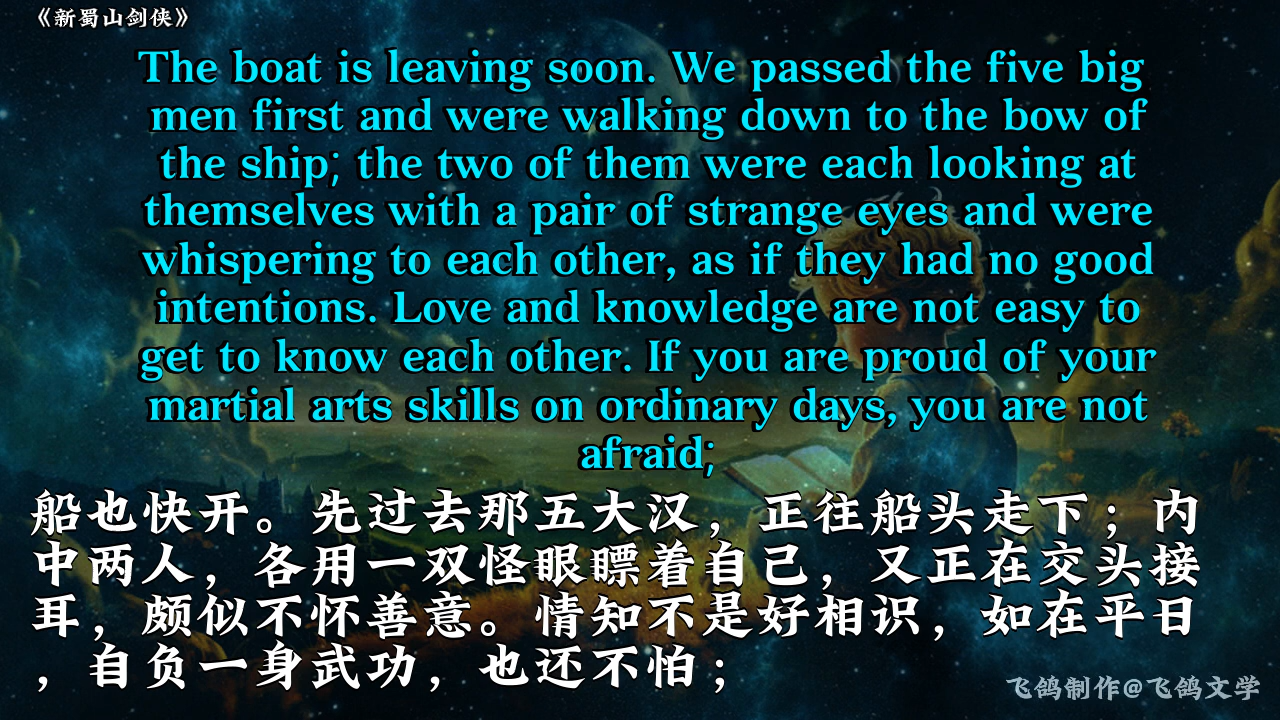 《新蜀山剑侠》
The boat is leaving soon. We passed the five big
men first and were walking down to the bow of
the ship; the two of them were each looking at
themselves with a pair of strange eyes and were
whispering to each other, as if they had no good
intentions. Love and knowledge are not easy to
get to know each other. If you are proud of your
martial arts skills on ordinary days, you are not
afraid;
船也快开。先过去那五大汉，正往船头走下；内
中两人，各用一双怪眼瞟着自己，又正在交头接
耳，颇似不怀善意。情知不是好相识，如在平日
，自负一身武功，也还不怕；
飞鸽制作@飞鸽文学